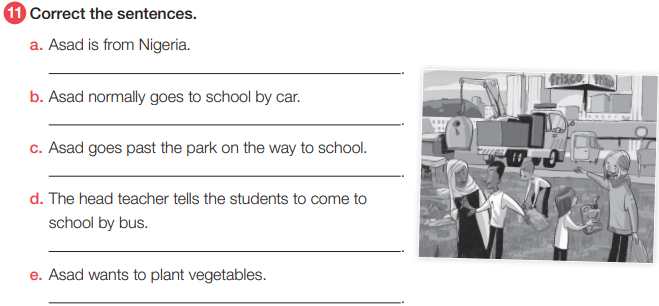 11 Correct the sentences.
a. Asad is from Nigeria.
.
b. Asad normally goes to school by car.
.
c. Asad goes past the park on the way to school.
.
d. The head teacher tells the students to come to
school by bus.
.
e. Asad wants to plant vegetables.
.
frisco